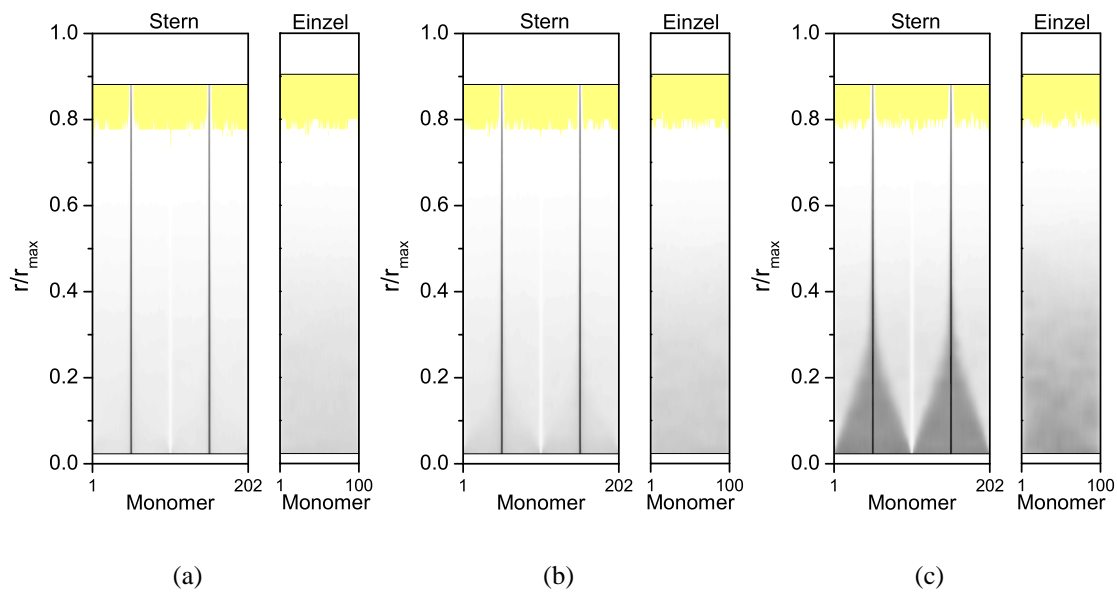 Stern Einzel Stern Einzel Stern Einzel
1.0 1.0 1.0
0.8 0.8 0.8
0.6 0.6 0.6
r/rmax r/rmax r/rmax
0.4 0.4 0.4
0.2 0.2 0.2
0.0 0.0 0.0
1 202 1 100 1 202 1 100 1 202 1 100
Monomer Monomer Monomer Monomer Monomer Monomer
(a) (b) (c)